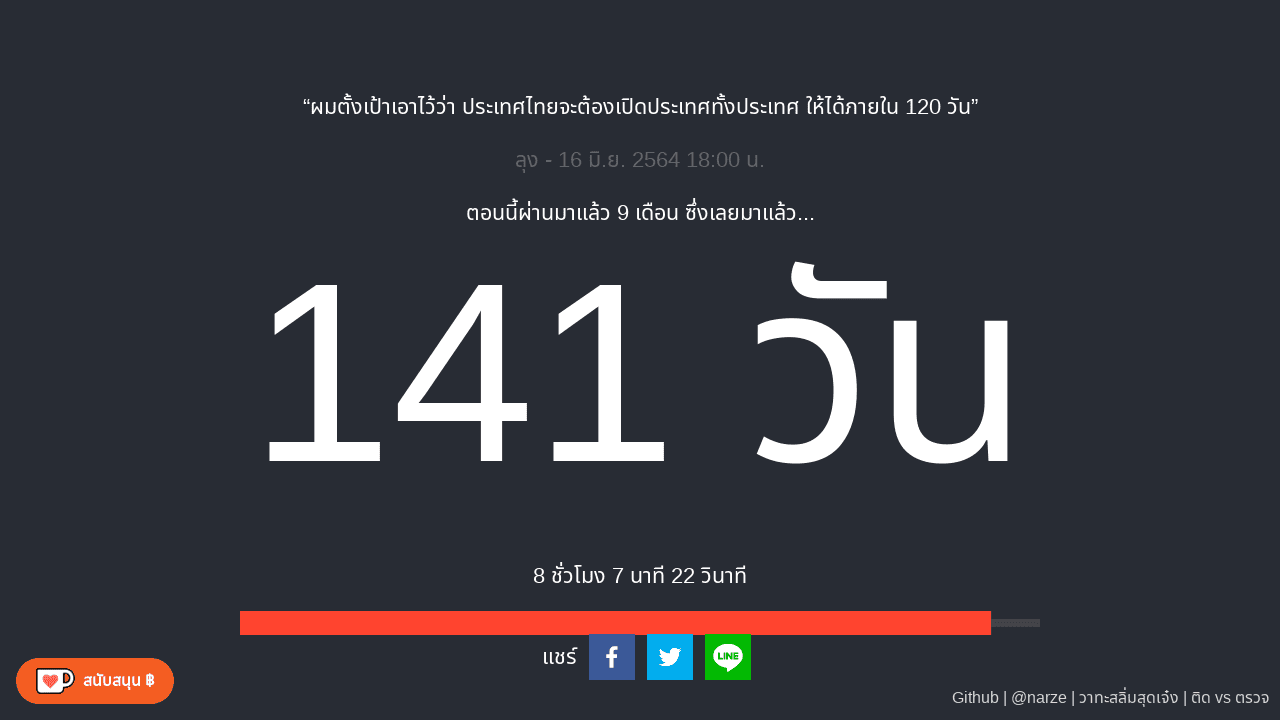 “ผมตั้งเป้าเอาไว้ว่า ประเทศไทยจะต้องเปิดประเทศทั้งประเทศ ให้ได้ภายใน 120 วัน”
ลุง - 16 มิ.ย. 2564 18:00 น.
ตอนนี้ผ่านมาแล้ว 9 เดือน ซึ่งเลยมาแล้ว...
141 วัน
8 ชั่วโมง 7 นาที 22 วินาที
แชร์
LINE
สนับสนุน ฿
Github | @narze | วาทะสลิ่มสุดเจ๋ง | ติด vs ตรวจ